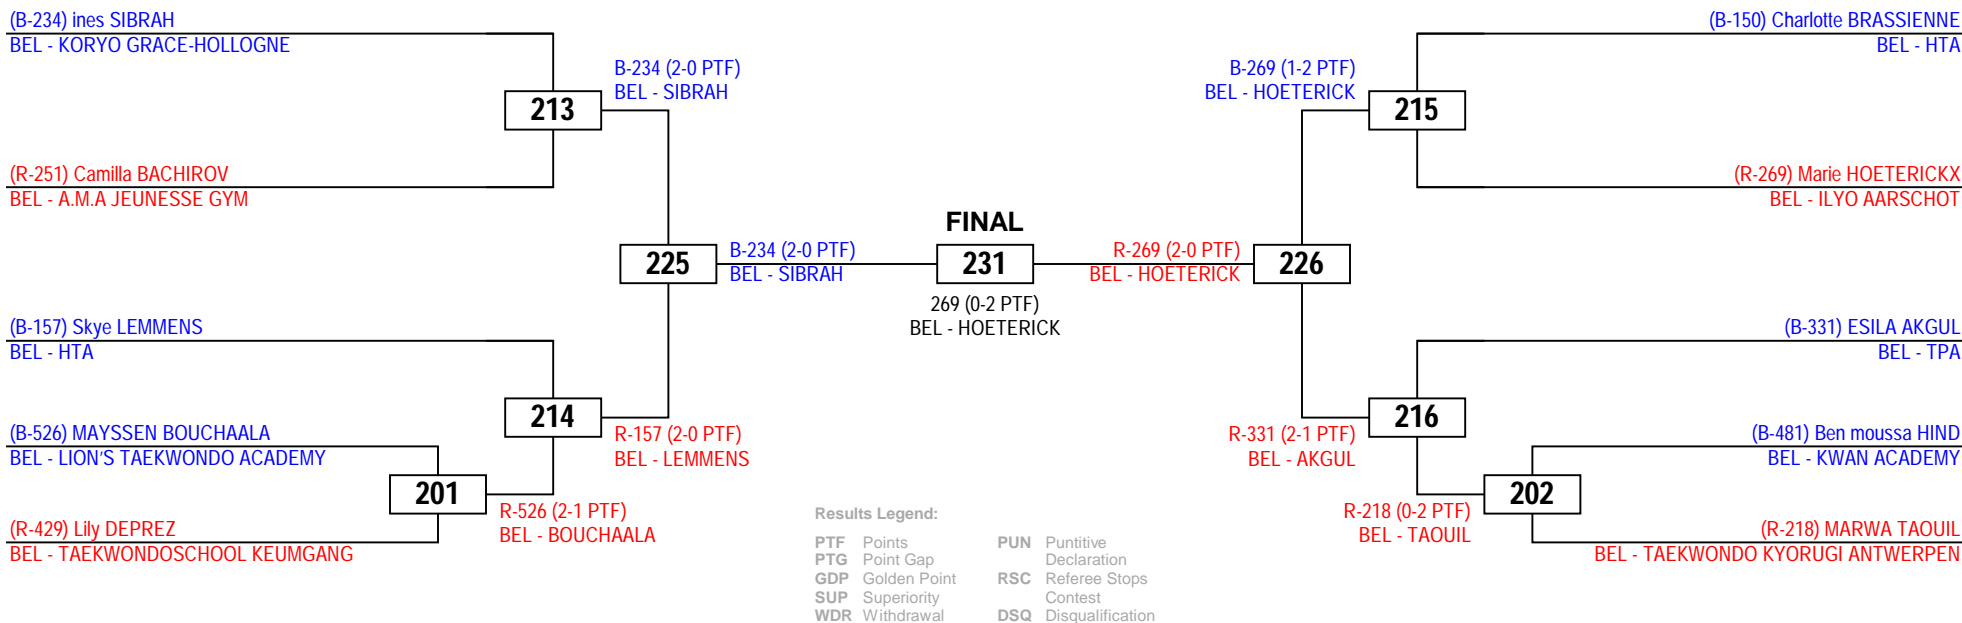 (B-234) ines SIBRAH
BEL - KORYO GRACE-HOLLOGNE
B-234 (2-0 PTF)
BEL - SIBRAH
213
(R-251) Camilla BACHIROV
BEL - A.M.A JEUNESSE GYM
225
B-234 (2-0 PTF)
BEL - SIBRAH
(B-157) Skye LEMMENS
BEL - HTA
214
R-157 (2-0 PTF)
BEL - LEMMENS
(B-526) MAYSSEN BOUCHAALA
BEL - LION'S TAEKWONDO ACADEMY
201
R-526 (2-1 PTF)
BEL - BOUCHAALA
(R-429) Lily DEPREZ
BEL - TAEKWONDOSCHOOL KEUMGANG
FINAL
231
269 (0-2 PTF)
BEL - HOETERICK
(B-150) Charlotte BRASSIENNE
BEL - HTA
B-269 (1-2 PTF)
BEL - HOETERICK
215
(R-269) Marie HOETERICKX
BEL - ILYO AARSCHOT
R-269 (2-0 PTF)
BEL - HOETERICK
226
(B-331) ESILA AKGUL
BEL - TPA
216
R-331 (2-1 PTF)
BEL - AKGUL
(B-481) Ben moussa HIND
BEL - KWAN ACADEMY
202
R-218 (0-2 PTF)
BEL - TAOUIL
(R-218) MARWA TAOUIL
BEL - TAEKWONDO KYORUGI ANTWERPEN
Results Legend:
PTF Points
PTG Point Gap
GDP Golden Point
SUP Superiority
WDR Withdrawal
PUN Puntitive
Declaration
RSC Referee Stops
Contest
DSQ Disqualification